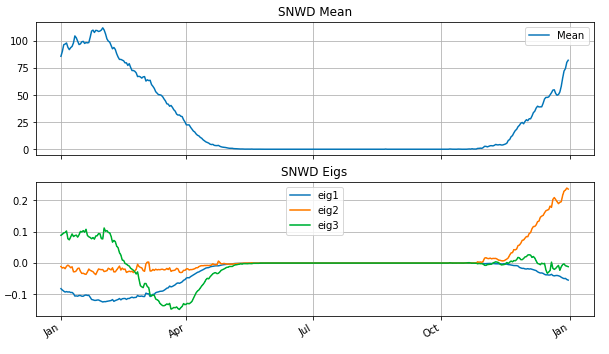 SNWD Mean
100
75
50
25
0
Mean
SNWD Eigs
0.2
0.1
0.0
−0.1
eig1
eig2
eig3
Jan
Apr
Jul
Oct
Jan